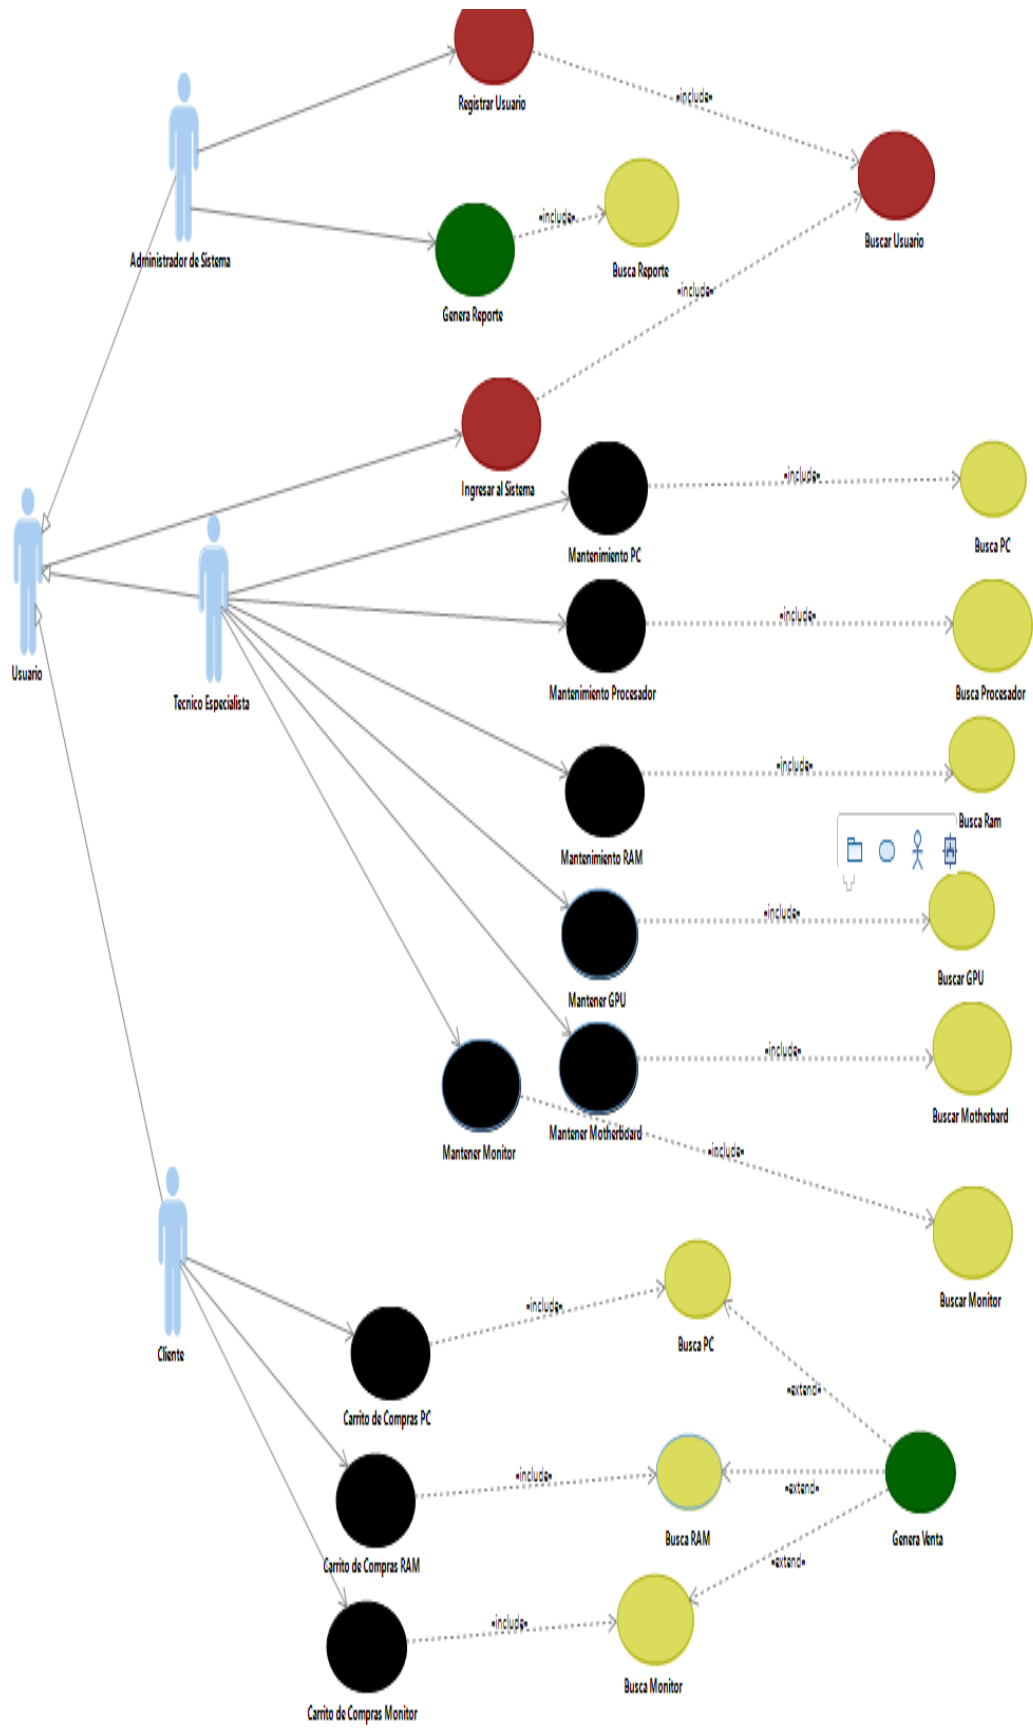 Registrar Usuario
«include»
Buscar Usuario
Administrador de Sistema
«include»
Busca Reporte
Genera Reporte
«include»
Ingresar al Sistema
«include»
Mantenimiento PC
Busca PC
Usuario
Tecnico Especialista
«include»
Mantenimiento Procesador
Busca Procesador
«include»
Mantenimiento RAM
Busca Ram
«include»
Mantener GPU
Buscar GPU
«include»
Mantener Motherboard
Buscar Motherbard
Mantener Monitor
«include»
Buscar Monitor
Cliente
«include»
Carrito de Compras PC
Busca PC
«extend»
«include»
Carrito de Compras RAM
Busca RAM
«extend»
Genera Venta
«extend»
«include»
Carrito de Compras Monitor
Busca Monitor